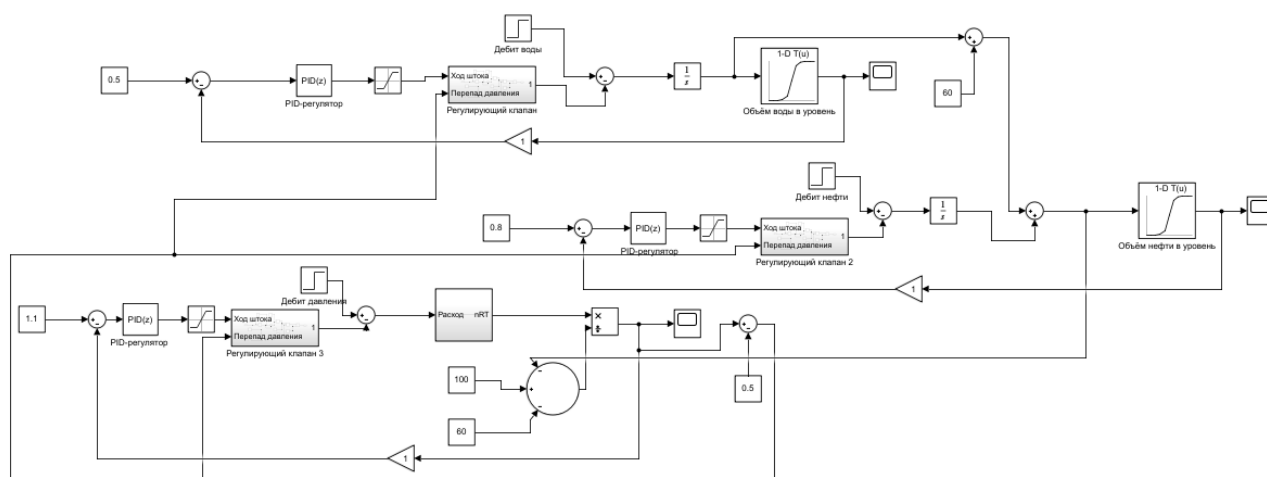 Дебит воды
0.5
PID(z)
PID-регулятор
Ход штока
Перепад давления
1
Регулирующий клапан
1
s
1-D T(u)
Объём воды в уровень
60
1
Дебит нефти
0.8
PID(z)
PID-регулятор
Ход штока
Перепад давления
1
Регулирующий клапан 2
1
s
1-D T(u)
Объём нефти в уровень
1
Дебит давления
1.1
PID(z)
PID-регулятор
Ход штока
Перепад давления
1
Регулирующий клапан 3
Расход nRT
100
60
0.5
1